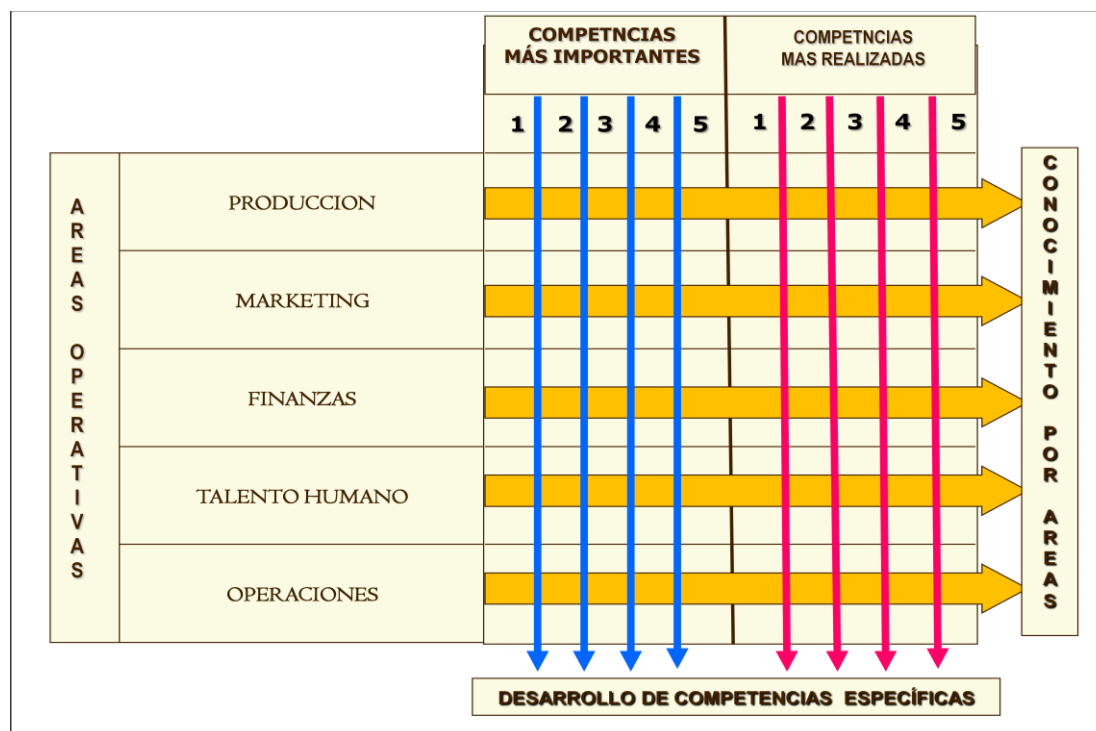 COMPETNCIAS
MÁS IMPORTANTES
COMPETNCIAS
MAS REALIZADAS
1 2 3 4 5 1 2 3 4 5
AREAS OPERATIVAS
PRODUCCION
MARKETING
FINANZAS
TALENTO HUMANO
OPERACIONES
CONOCIMIENTO POR AREAS
DESARROLLO DE COMPETENCIAS ESPECÍFICAS